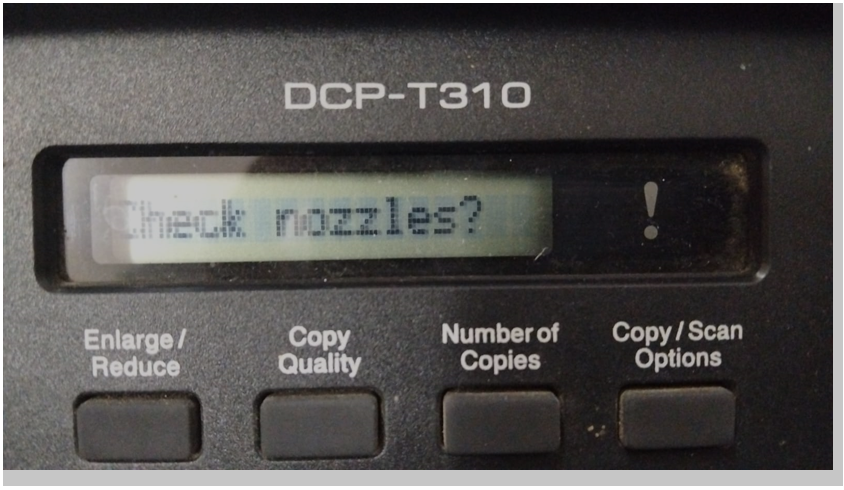 DCP-T310
Check nozzles?
!
Enlarge /
Reduce
Copy
Quality
Number of
Copies
Copy / Scan
Options